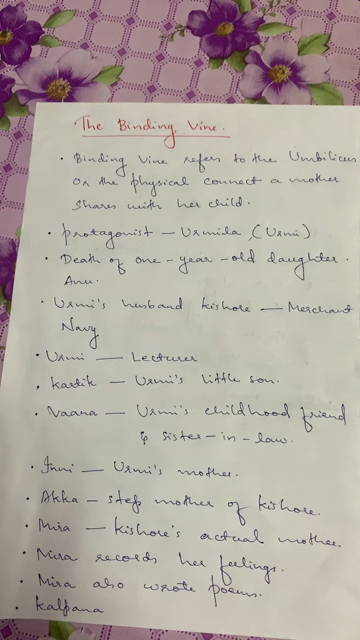 The Binding Vine.
• Binding Vine refers to the Umbilicus
Or the physical connect a mother
Shares with her child.
• Protagonist — Urmila (Urmi)
• Death of one-year-old daughter.
Anu.
• Urmi's husband Kishore — Merchant
Navy
• Urmi — Lecturer
• Kartik — Urmi's little son.
• Vaana — Urmi's childhood friend
& sister-in-law.
• Inni — Urmi's mother.
• Akka — step mother of Kishore.
• Mira — Kishore's actual mother.
• Mira records her feelings.
• Mira also wrote poems.
• Kalpana